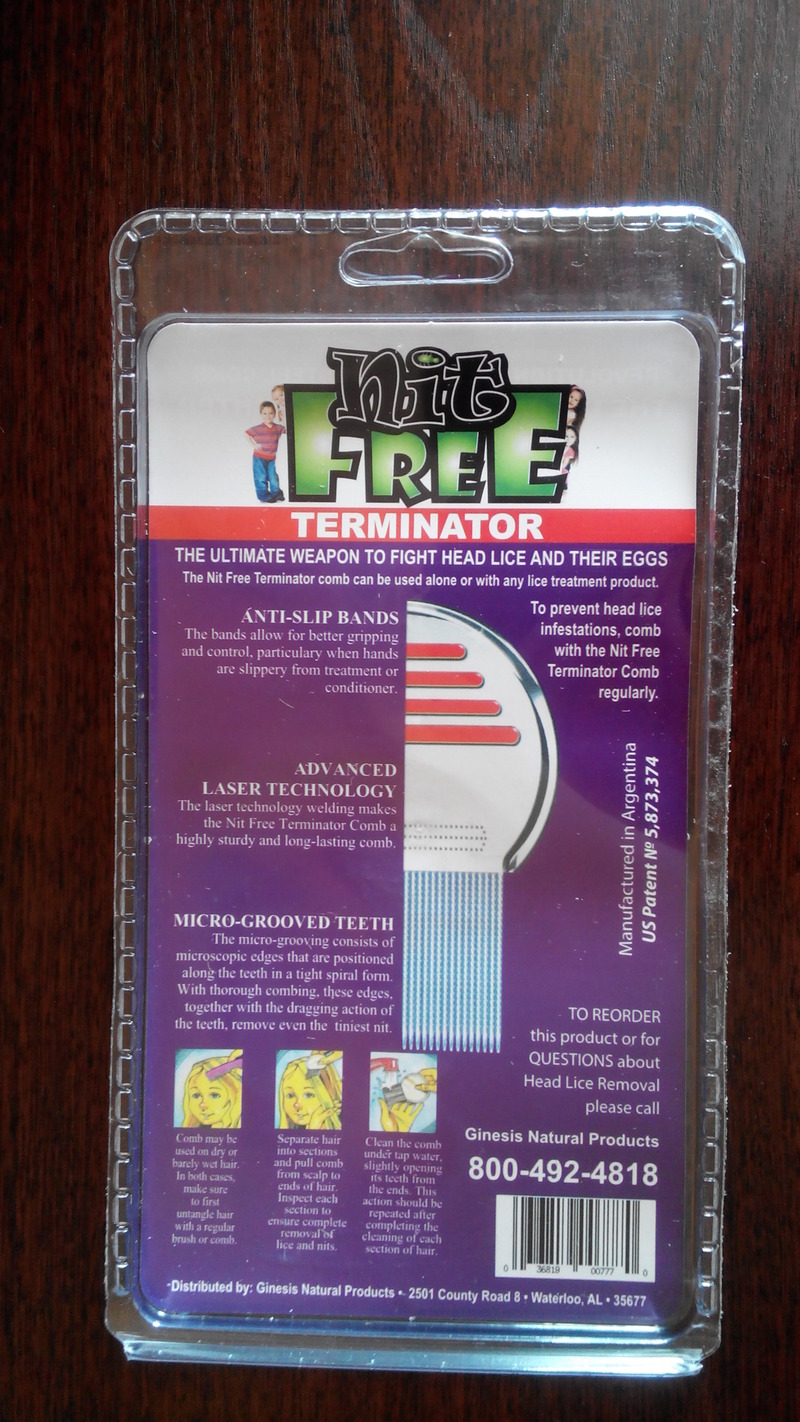 nit
FREE
TERMINATOR
THE ULTIMATE WEAPON TO FIGHT HEAD LICE AND THEIR EGGS
The Nit Free Terminator comb can be used alone or with any lice treatment product.
ANTI-SLIP BANDS
The bands allow for better gripping
and control, particulary when hands
are slippery from treatment or
conditioner.
To prevent head lice
infestations, comb
with the Nit Free
Terminator Comb
regularly.
ADVANCED
LASER TECHNOLOGY
The laser technology welding makes
the Nit Free Terminator Comb a
highly sturdy and long-lasting comb.
Manufactured in Argentina
US Patent Nº 5,873,374
MICRO-GROOVED TEETH
The micro-grooving consists of
microscopic edges that are positioned
along the teeth in a tight spiral form.
With thorough combing, these edges,
together with the dragging action of
the teeth, remove even the tiniest nit.
TO REORDER
this product or for
QUESTIONS about
Head Lice Removal
please call
Ginesis Natural Products
800-492-4818
Comb may be
used on dry or
barely wet hair.
In both cases,
make sure
to first
untangle hair
with a regular
brush or comb.
Separate hair
into sections
and pull comb
from scalp to
ends of hair.
Inspect each
section to
ensure complete
removal of
lice and nits.
Clean the comb
under tap water,
slightly opening
its teeth from
the ends. This
action should be
repeated after
completing the
cleaning of each
section of hair.
0 36819 00777 0
Distributed by: Ginesis Natural Products • 2501 County Road 8 • Waterloo, AL • 35677